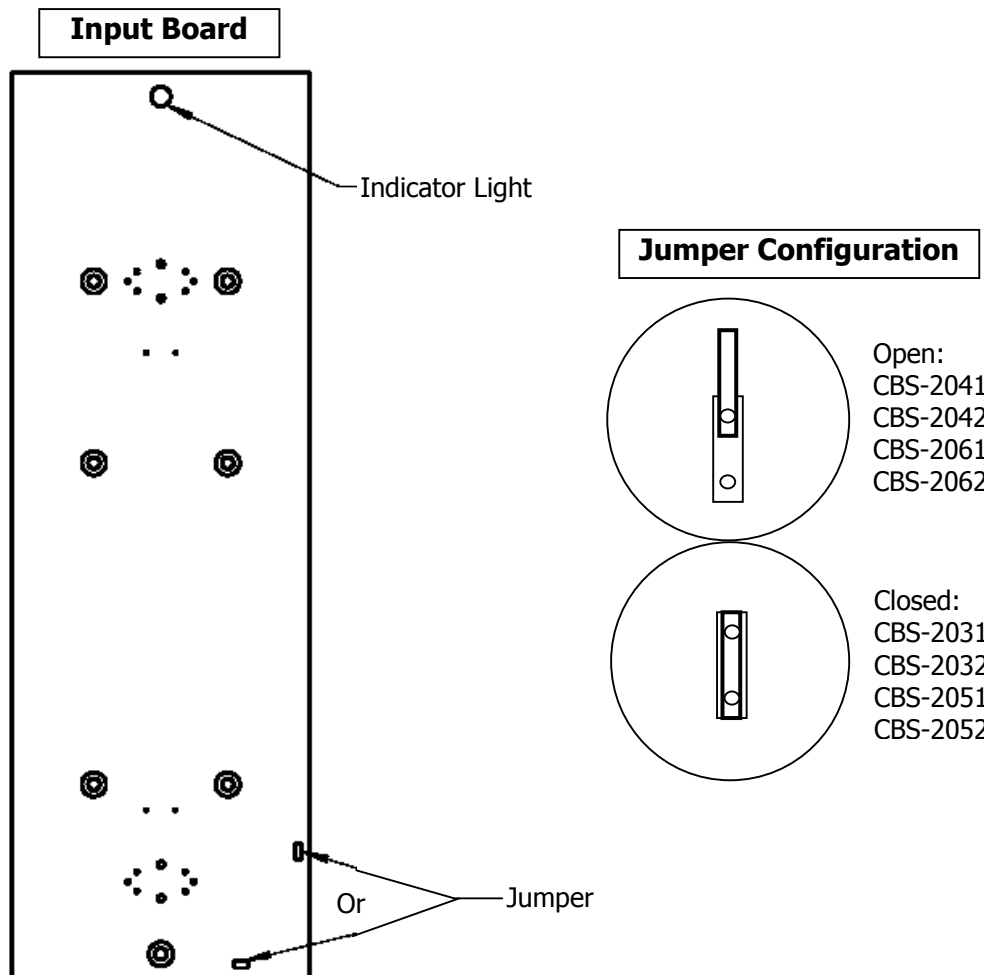 Input Board
Indicator Light
Jumper Configuration
Open:
CBS-2041
CBS-2042
CBS-2061
CBS-2062
Closed:
CBS-2031
CBS-2032
CBS-2051
CBS-2052
Or
Jumper